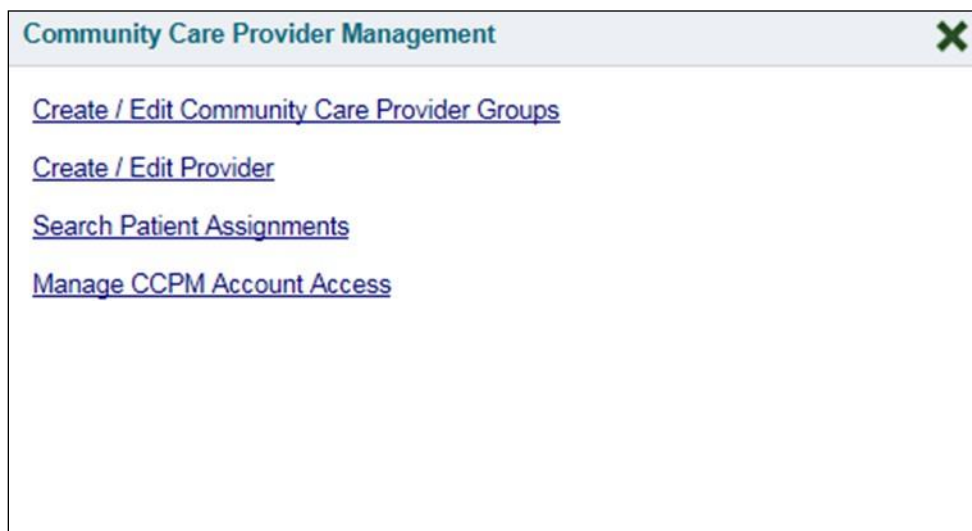 Community Care Provider Management
Create / Edit Community Care Provider Groups
Create / Edit Provider
Search Patient Assignments
Manage CCPM Account Access